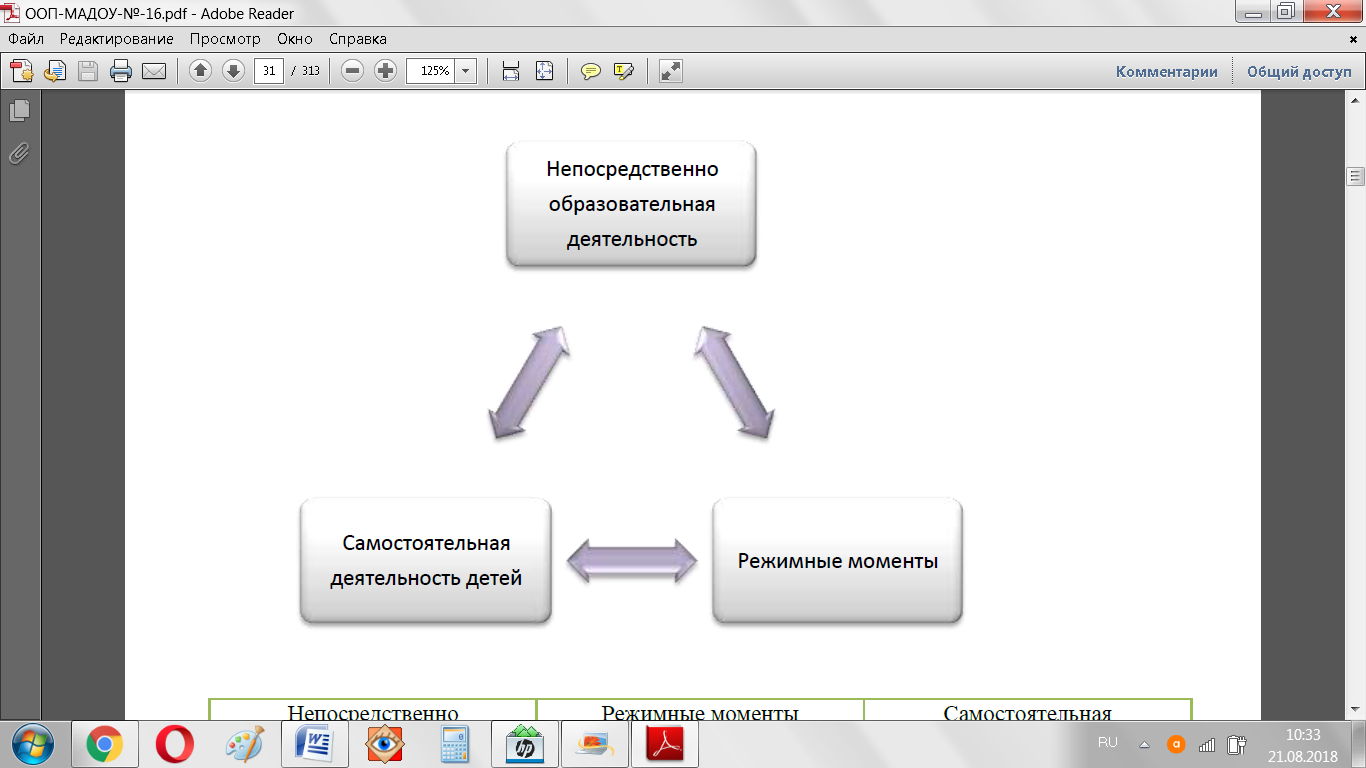 ООП-МАДОУ-№-16.pdf - Adobe Reader
Файл Редактирование Просмотр Окно Справка
31 / 313 125% Комментарии Общий доступ
Непосредственно
образовательная
деятельность
Самостоятельная
деятельность детей
Режимные моменты
Непосредственно Режимные моменты Самостоятельная
RU 10:33
21.08.2018